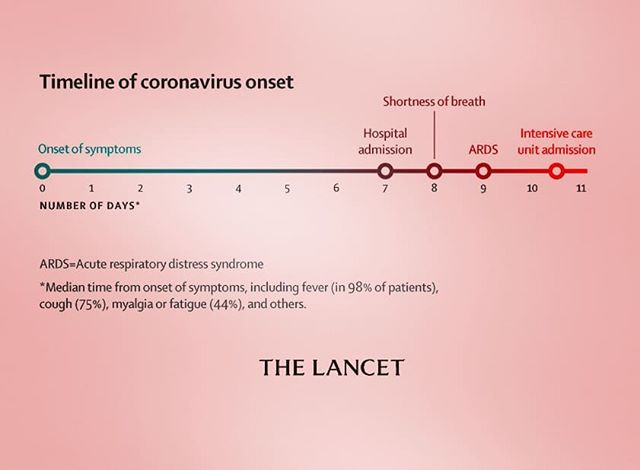 Timeline of coronavirus onset
Shortness of breath
Hospital
admission
ARDS
Intensive care
unit admission
Onset of symptoms
0 1 2 3 4 5 6 7 8 9 10 11
NUMBER OF DAYS*
ARDS=Acute respiratory distress syndrome
*Median time from onset of symptoms, including fever (in 98% of patients),
cough (75%), myalgia or fatigue (44%), and others.
THE LANCET